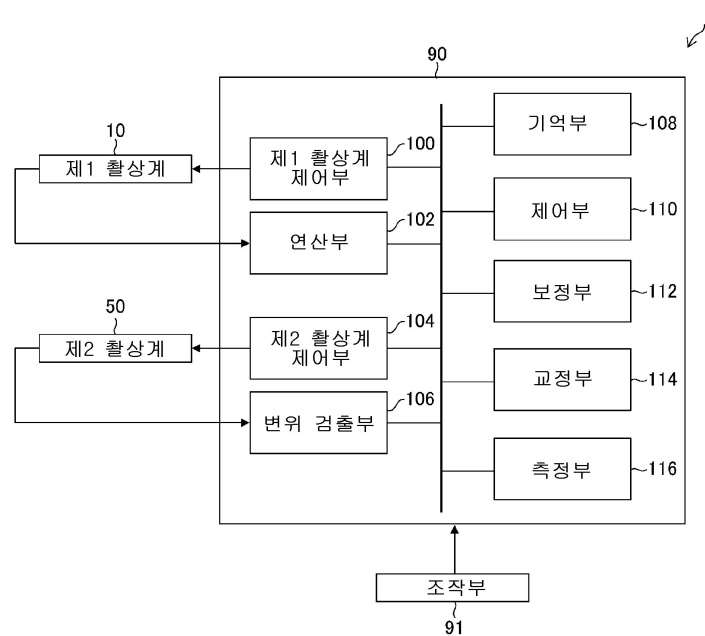 90
10
제1 촬상계
제1 촬상계
제어부
100
기억부
108
연산부
102
제어부
110
50
제2 촬상계
제2 촬상계
제어부
104
보정부
112
변위 검출부
106
교정부
114
측정부
116
조작부
91